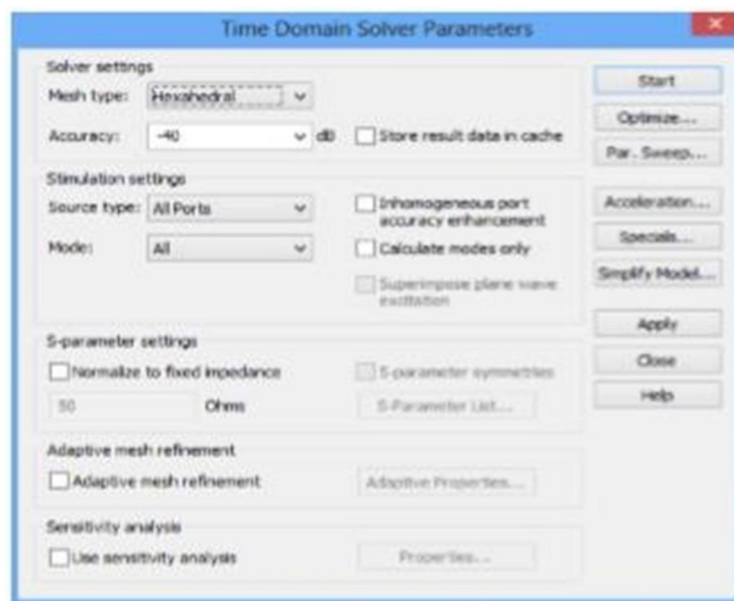 Time Domain Solver Parameters
Solver settings
Mesh type: Hexahedral
Accuracy: -40 dB Store result data in cache
Stimulation settings
Source type: All Ports
Inhomogeneous port
accuracy enhancement
Mode: All
Calculate modes only
Superimpose plane wave
excitation
S-parameter settings
Normalize to fixed impedance
S-parameter symmetries
50 Ohms
S-Parameter List...
Adaptive mesh refinement
Adaptive mesh refinement
Adaptive Properties...
Sensitivity analysis
Use sensitivity analysis
Properties...
Start
Optimize...
Par. Sweep...
Acceleration...
Specials...
Simplify Model...
Apply
Close
Help